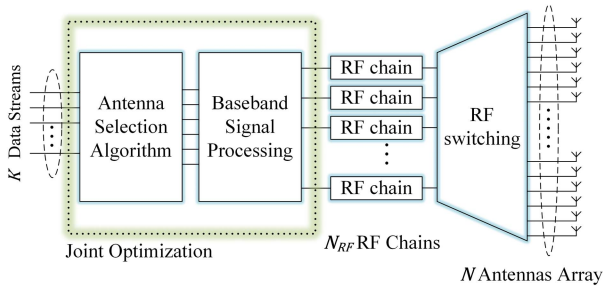 K Data Streams
Antenna
Selection
Algorithm
Baseband
Signal
Processing
RF chain
RF chain
RF chain
RF chain
RF
switching
Joint Optimization
NRF RF Chains
N Antennas Array